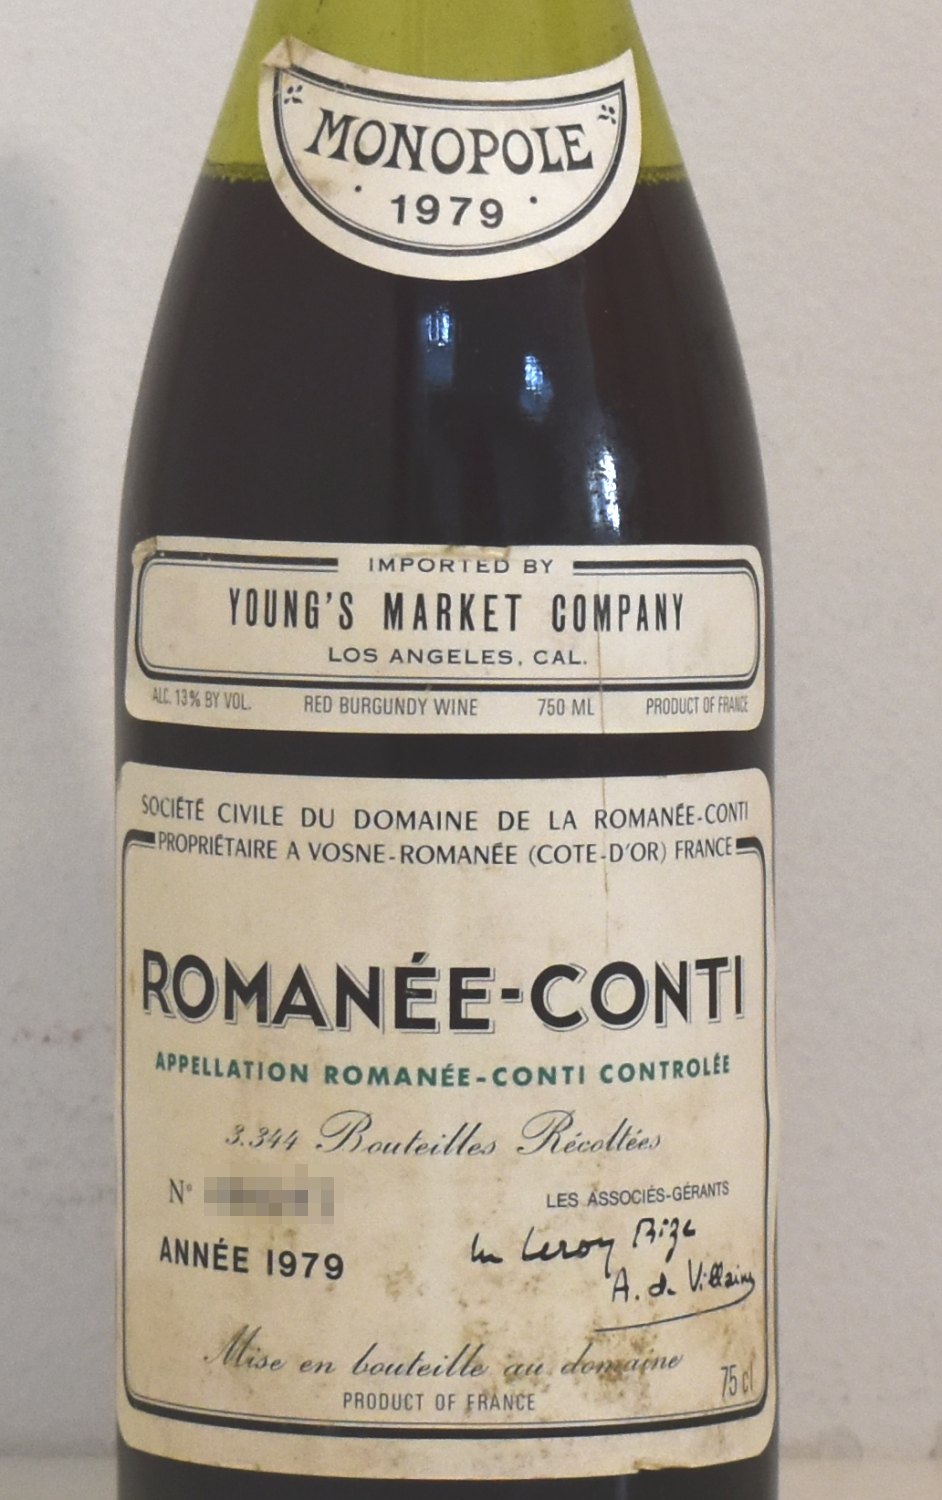 MONOPOLE
· 1979 ·
IMPORTED BY
YOUNG'S MARKET COMPANY
LOS ANGELES, CAL.
ALC. 13% BY VOL. RED BURGUNDY WINE 750 ML PRODUCT OF FRANCE
SOCIÉTÉ CIVILE DU DOMAINE DE LA ROMANÉE-CONTI
PROPRIÉTAIRE A VOSNE-ROMANÉE (COTE-D'OR) FRANCE
ROMANÉE-CONTI
APPELLATION ROMANÉE-CONTI CONTROLÉE
3.344 Bouteilles Récoltées
N°
LES ASSOCIÉS-GÉRANTS
ANNÉE 1979
Leroy Bize
A. de Villaine
Mise en bouteille au domaine
75 cl
PRODUCT OF FRANCE